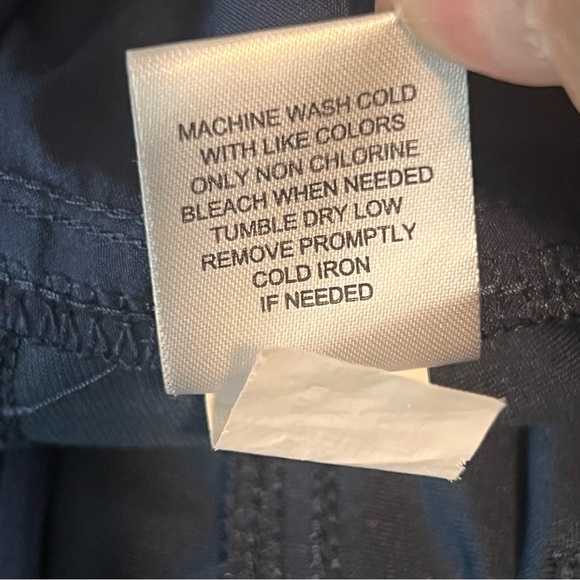 MACHINE WASH COLD
WITH LIKE COLORS
ONLY NON CHLORINE
BLEACH WHEN NEEDED
TUMBLE DRY LOW
REMOVE PROMPTLY
COLD IRON
IF NEEDED